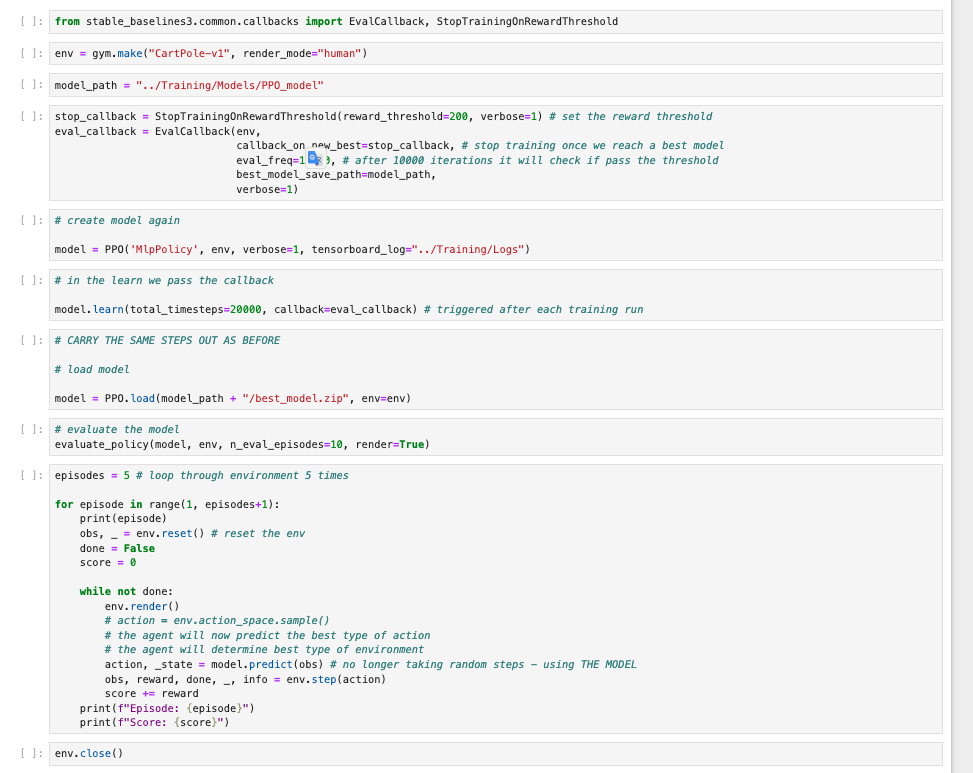 [ ]: from stable_baselines3.common.callbacks import EvalCallback, StopTrainingOnRewardThreshold
[ ]: env = gym.make("CartPole-v1", render_mode="human")
[ ]: model_path = "../Training/Models/PPO_model"
[ ]: stop_callback = StopTrainingOnRewardThreshold(reward_threshold=200, verbose=1) # set the reward threshold
eval_callback = EvalCallback(env,
callback_on_new_best=stop_callback, # stop training once we reach a best model
# after 10000 iterations it will check if pass the threshold
best_model_save_path=model_path,
verbose=1)
[ ]: # create model again
model = PPO('MlpPolicy', env, verbose=1, tensorboard_log="../Training/Logs")
[ ]: # in the learn we pass the callback
model.learn(total_timesteps=20000, callback=eval_callback) # triggered after each training run
[ ]: # CARRY THE SAME STEPS OUT AS BEFORE
# load model
model = PPO.load(model_path + "/best_model.zip", env=env)
[ ]: # evaluate the model
evaluate_policy(model, env, n_eval_episodes=10, render=True)
[ ]: episodes = 5 # loop through environment 5 times
for episode in range(1, episodes+1):
print(episode)
obs, _ = env.reset() # reset the env
done = False
score = 0
while not done:
env.render()
# action = env.action_space.sample()
# the agent will now predict the best type of action
# the agent will determine best type of environment
action, _state = model.predict(obs) # no longer taking random steps - using THE MODEL
obs, reward, done, _, info = env.step(action)
score += reward
print(f"Episode: {episode}")
print(f"Score: {score}")
[ ]: env.close()